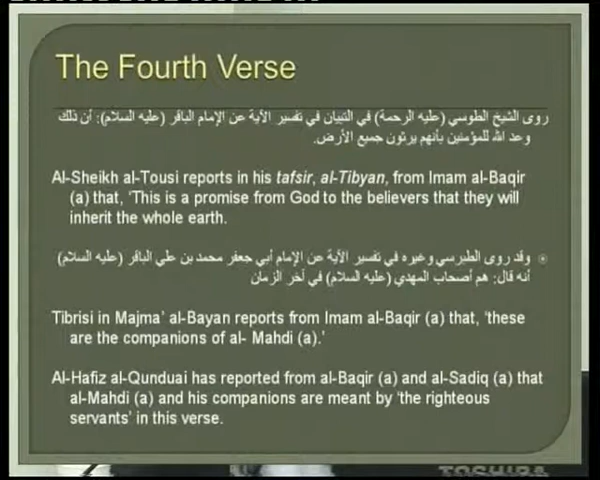 The Fourth Verse
روى الشيخ الطوسي (عليه الرحمة) في التبيان في تفسير الآية عن الإمام الباقر (عليه السلام): أن ذلك
وعد الله للمؤمنين بأنهم يرثون جميع الأرض.
Al-Sheikh al-Tousi reports in his tafsir, al-Tibyan, from Imam al-Baqir
(a) that, 'This is a promise from God to the believers that they will
inherit the whole earth.
وقد روى الطبرسي وغيره في تفسير الآية عن الإمام أبي جعفر محمد بن علي الباقر (عليه السلام)
أنه قال: هم أصحاب المهدي (عليه السلام) في آخر الزمان
Tibrisi in Majma' al-Bayan reports from Imam al-Baqir (a) that, 'these
are the companions of al- Mahdi (a).'
Al-Hafiz al-Qunduai has reported from al-Baqir (a) and al-Sadiq (a) that
al-Mahdi (a) and his companions are meant by 'the righteous
servants' in this verse.
TOSHIBA